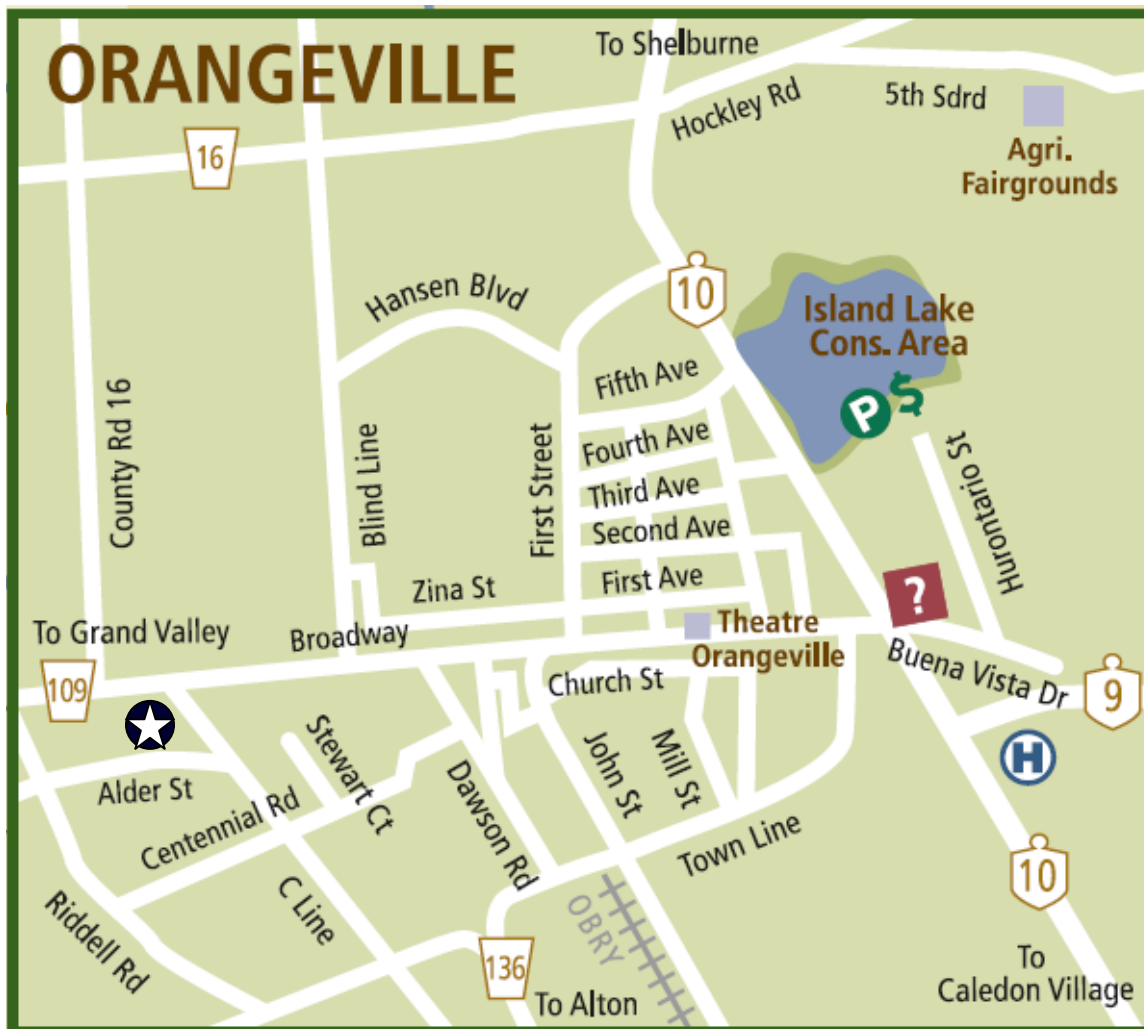 ORANGEVILLE
To Shelburne
Hockley Rd
5th Sdrd
16
Agri.
Fairgrounds
10
Hansen Blvd
Island Lake
Cons. Area
P $
Fifth Ave
County Rd 16
Blind Line
First Street
Fourth Ave
Hurontario St
Third Ave
Second Ave
First Ave
Zina St
?
To Grand Valley
Broadway
Theatre
Orangeville
109
Church St
Buena Vista Dr
9
Stewart Ct
John St
Mill St
H
Alder St
Dawson Rd
Centennial Rd
Town Line
10
C Line
OBRY
Riddell Rd
136
To Alton
To
Caledon Village